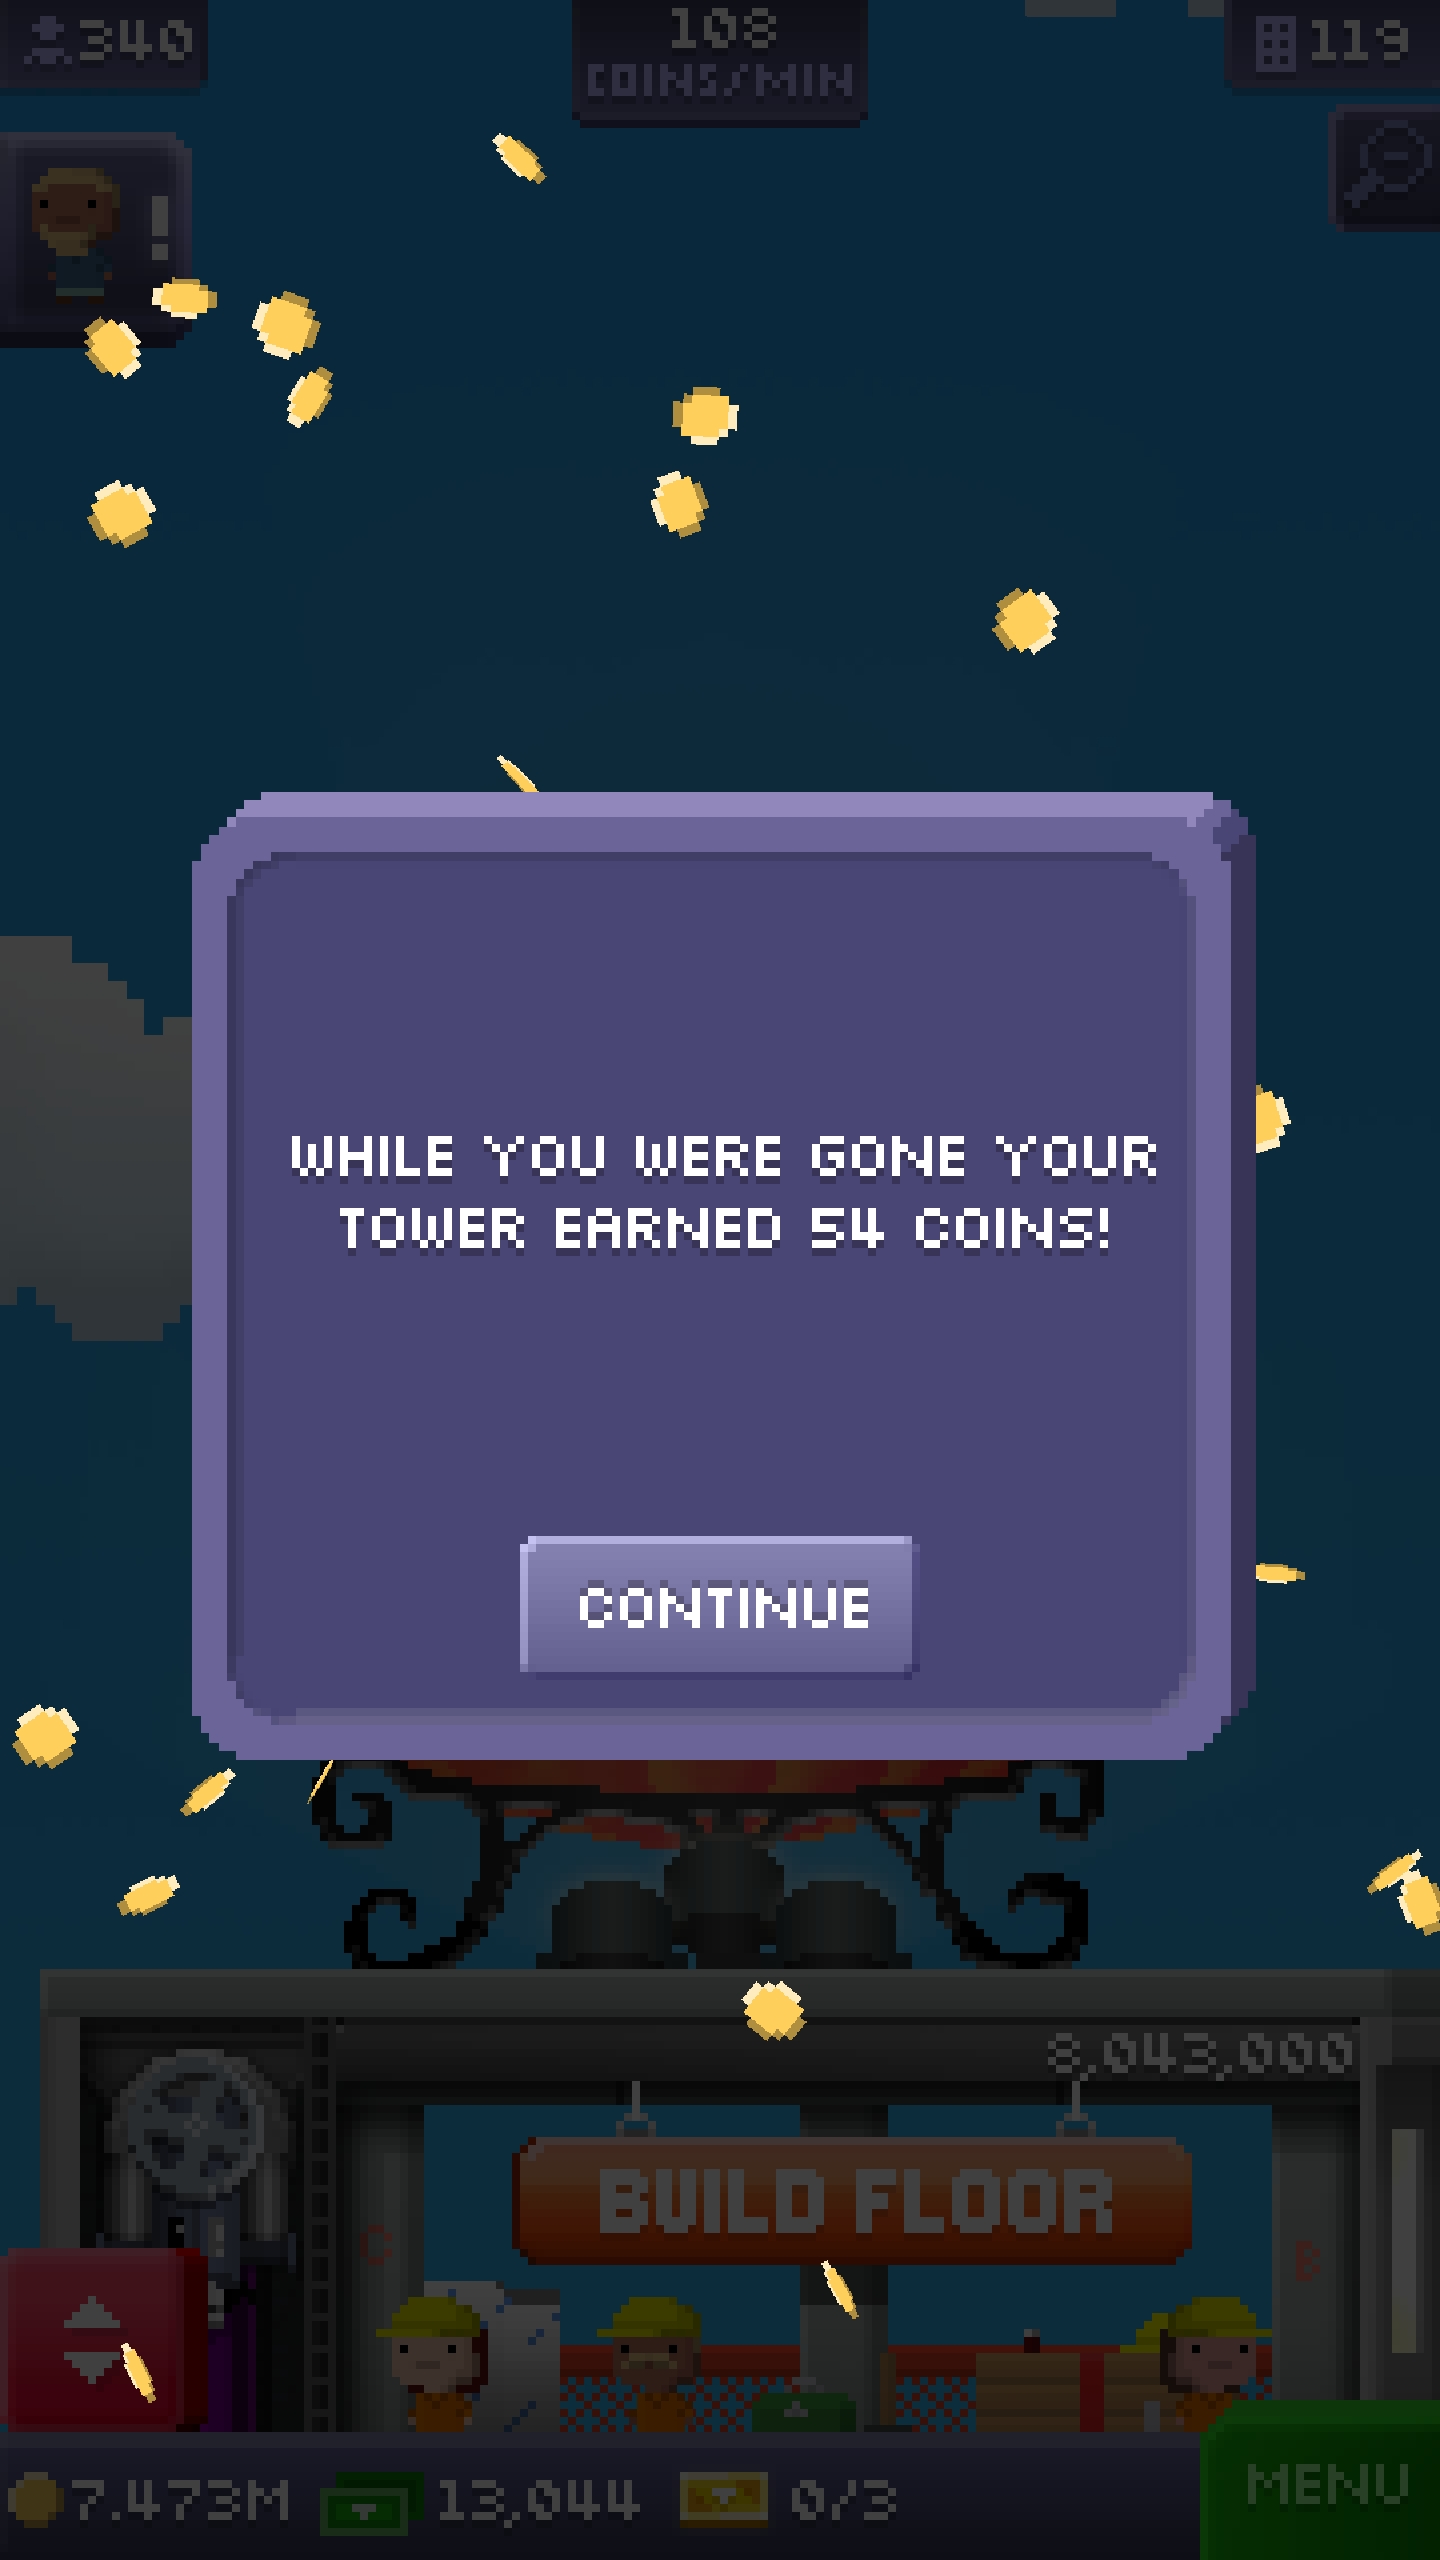 340
108
COINS/MIN
119
!
WHILE YOU WERE GONE YOUR
TOWER EARNED 54 COINS!
CONTINUE
8,043,000
BUILD FLOOR
C
B
7.473M
13,044
0/3
MENU